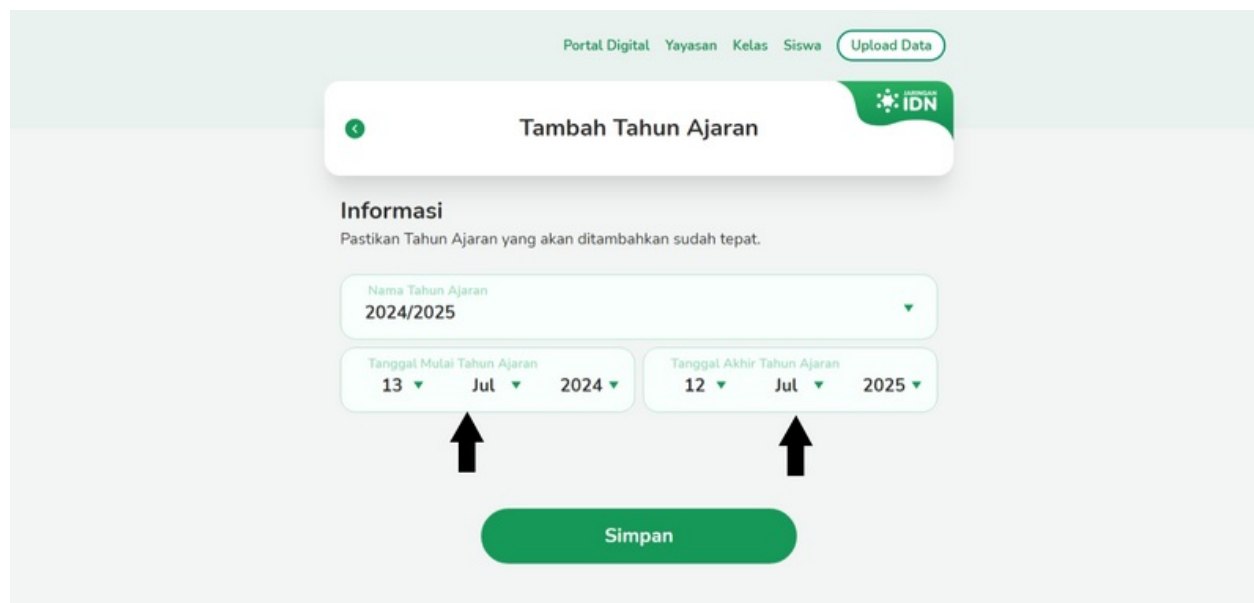 Portal Digital Yayasan Kelas Siswa Upload Data
JARINGAN
IDN
Tambah Tahun Ajaran
Informasi
Pastikan Tahun Ajaran yang akan ditambahkan sudah tepat.
Nama Tahun Ajaran
2024/2025
Tanggal Mulai Tahun Ajaran
13 Jul 2024
Tanggal Akhir Tahun Ajaran
12 Jul 2025
Simpan